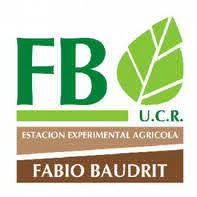 FB
U.C.R.
ESTACION EXPERIMENTAL AGRICOLA
FABIO BAUDRIT